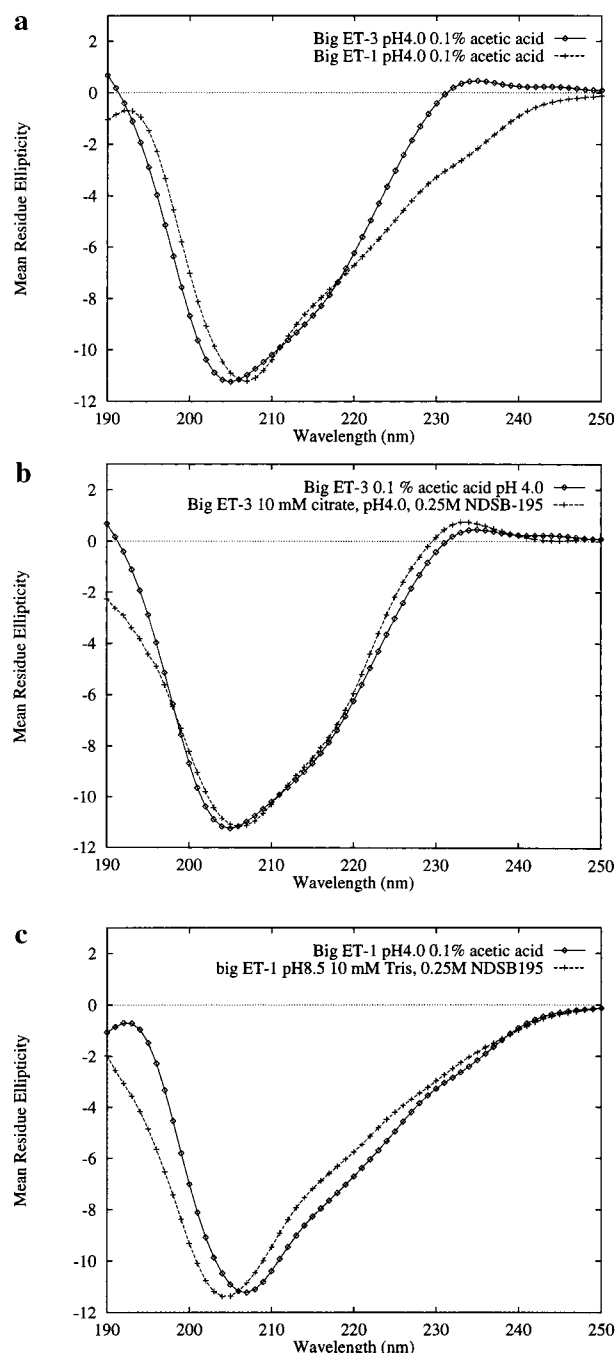 a
Big ET-3 pH4.0 0.1% acetic acid
Big ET-1 pH4.0 0.1% acetic acid
Mean Residue Ellipticity
2
0
-2
-4
-6
-8
-10
-12
190 200 210 220 230 240 250
Wavelength (nm)
b
Big ET-3 0.1 % acetic acid pH 4.0
Big ET-3 10 mM citrate, pH4.0, 0.25M NDSB-195
Mean Residue Ellipticity
2
0
-2
-4
-6
-8
-10
-12
190 200 210 220 230 240 250
Wavelength (nm)
c
Big ET-1 pH4.0 0.1% acetic acid
big ET-1 pH8.5 10 mM Tris, 0.25M NDSB195
Mean Residue Ellipticity
2
0
-2
-4
-6
-8
-10
-12
190 200 210 220 230 240 250
Wavelength (nm)